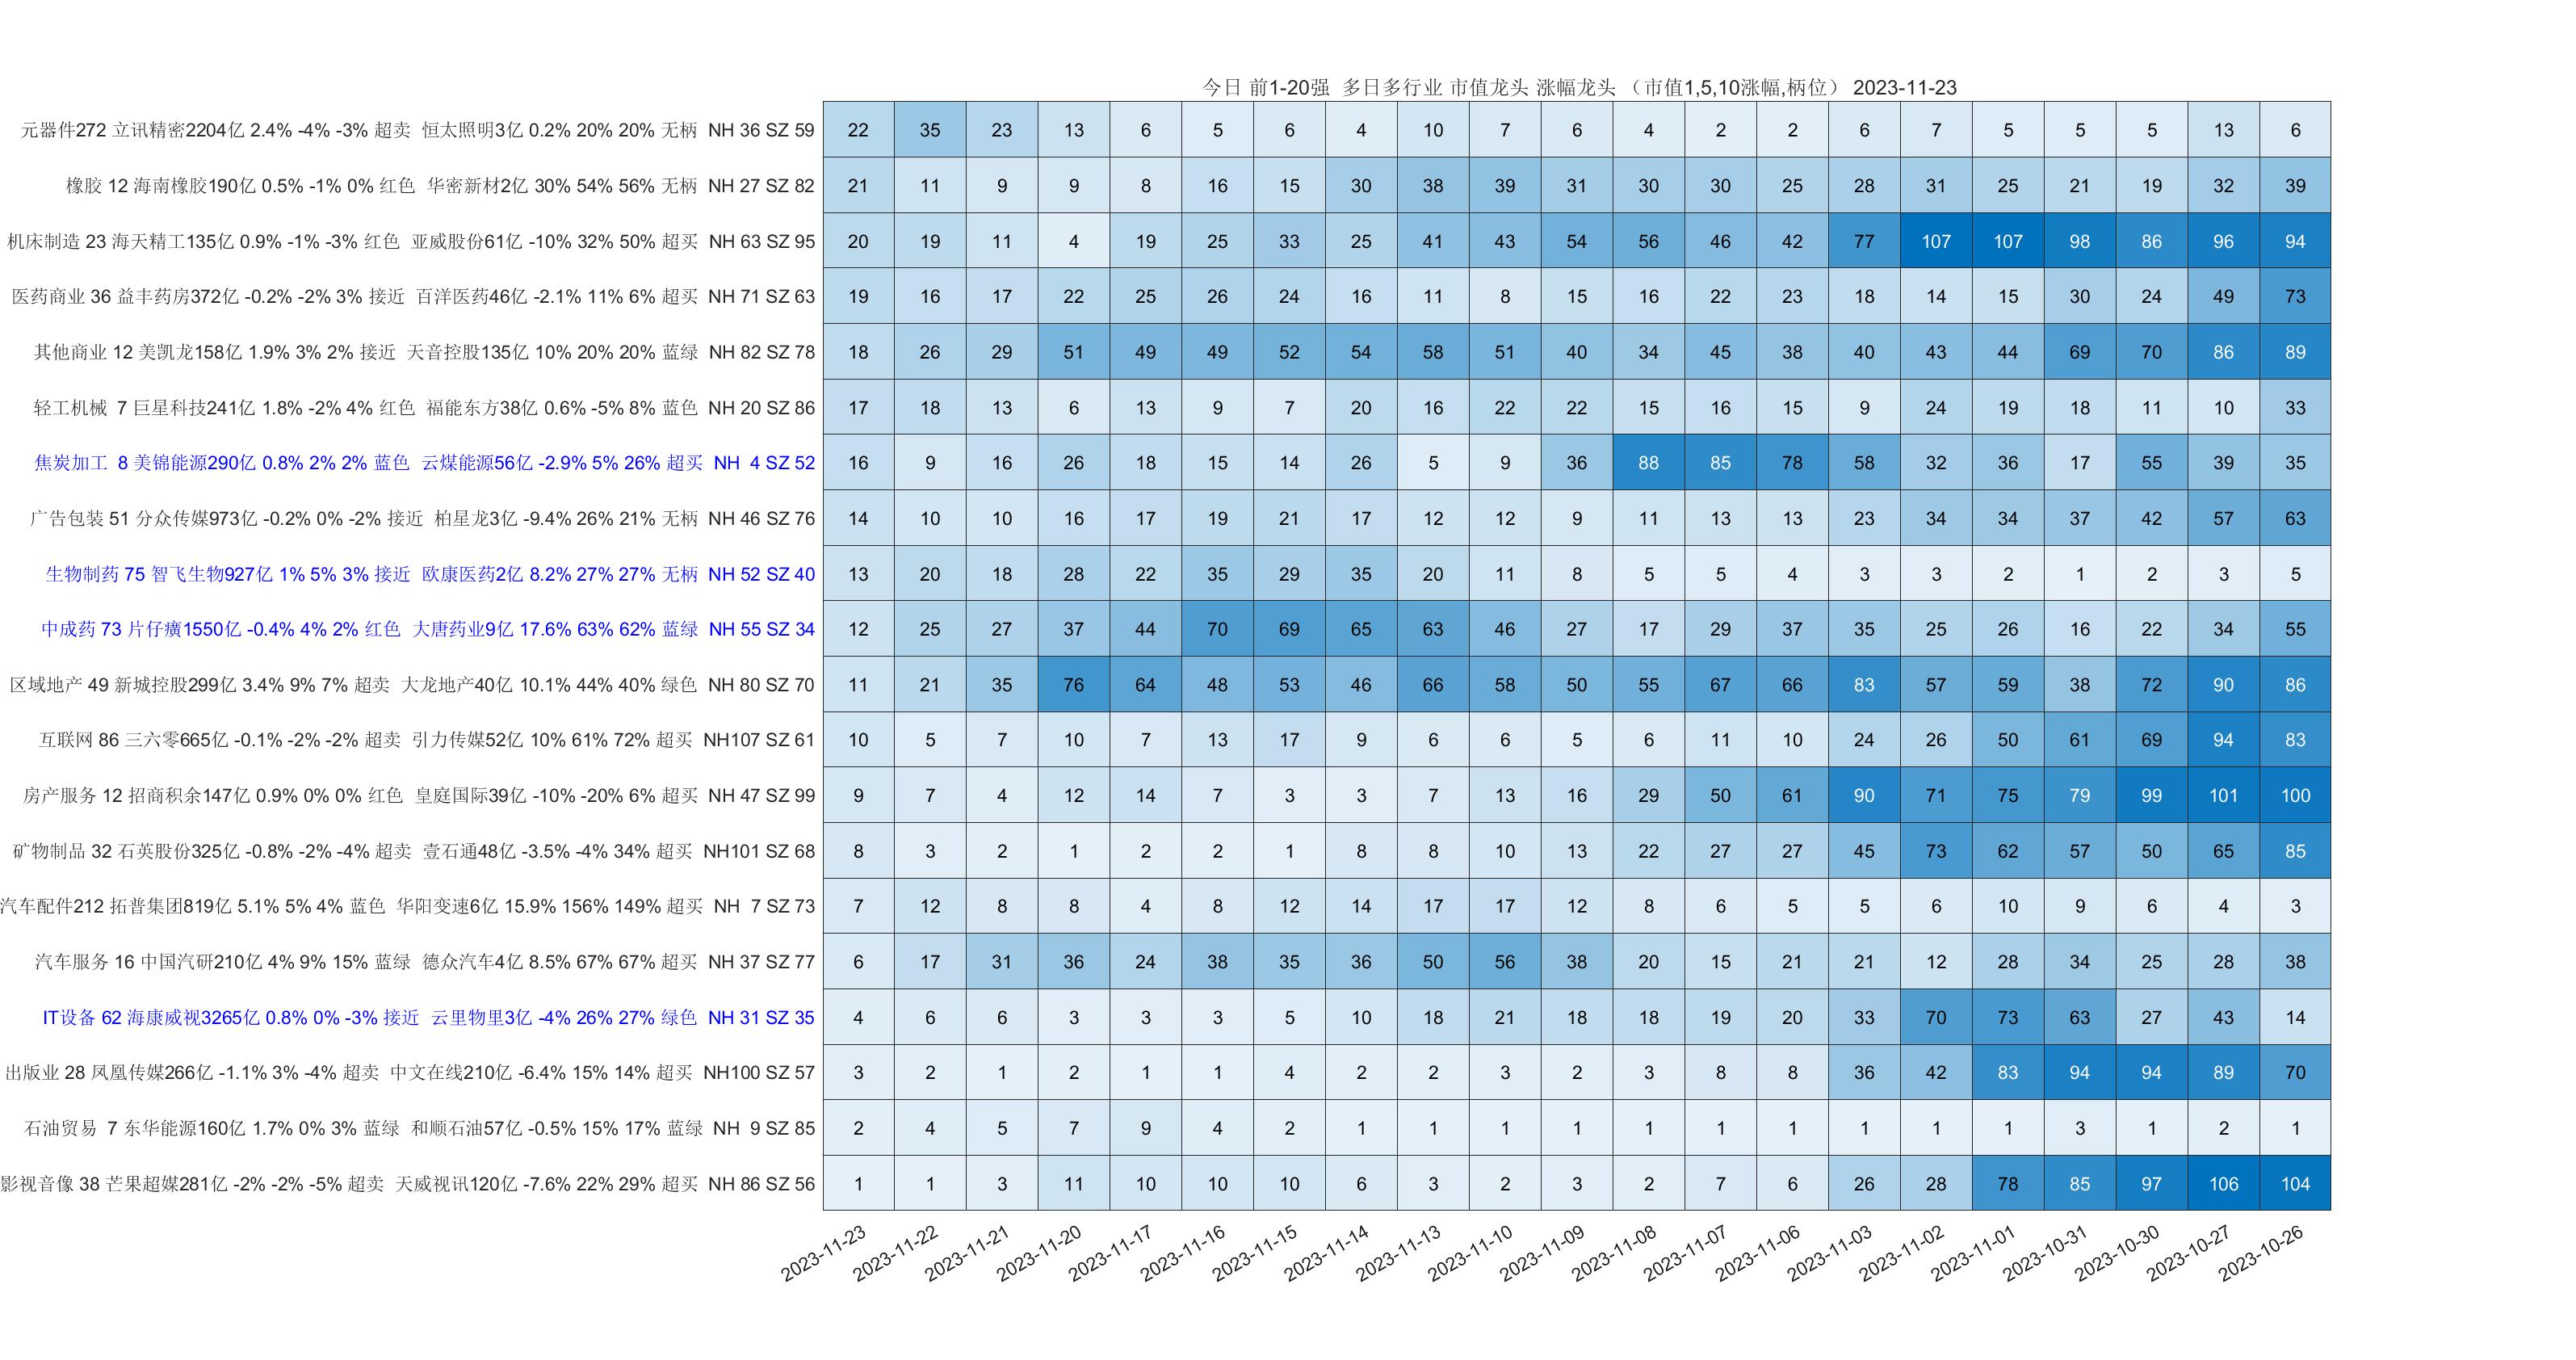 今日 前1-20强 多日多行业 市值龙头 涨幅龙头 （市值1,5,10涨幅,柄位） 2023-11-23
元器件272 立讯精密2204亿 2.4% -4% -3% 超卖 恒太照明3亿 0.2% 20% 20% 无柄 NH 36 SZ 59 22 35 23 13 6 5 6 4 10 7 6 4 2 2 6 7 5 5 5 13 6
橡胶 12 海南橡胶190亿 0.5% -1% 0% 红色 华密新材2亿 30% 54% 56% 无柄 NH 27 SZ 82 21 11 9 9 8 16 15 30 38 39 31 30 30 25 28 31 25 21 19 32 39
机床制造 23 海天精工135亿 0.9% -1% -3% 红色 亚威股份61亿 -10% 32% 50% 超买 NH 63 SZ 95 20 19 11 4 19 25 33 25 41 43 54 56 46 42 77 107 107 98 86 96 94
医药商业 36 益丰药房372亿 -0.2% -2% 3% 接近 百洋医药46亿 -2.1% 11% 6% 超买 NH 71 SZ 63 19 16 17 22 25 26 24 16 11 8 15 16 22 23 18 14 15 30 24 49 73
其他商业 12 美凯龙158亿 1.9% 3% 2% 接近 天音控股135亿 10% 20% 20% 蓝绿 NH 82 SZ 78 18 26 29 51 49 49 52 54 58 51 40 34 45 38 40 43 44 69 70 86 89
轻工机械 7 巨星科技241亿 1.8% -2% 4% 红色 福能东方38亿 0.6% -5% 8% 蓝色 NH 20 SZ 86 17 18 13 6 13 9 7 20 16 22 22 15 16 15 9 24 19 18 11 10 33
焦炭加工 8 美锦能源290亿 0.8% 2% 2% 蓝色 云煤能源56亿 -2.9% 5% 26% 超买 NH 4 SZ 52 16 9 16 26 18 15 14 26 5 9 36 88 85 78 58 32 36 17 55 39 35
广告包装 51 分众传媒973亿 -0.2% 0% -2% 接近 柏星龙3亿 -9.4% 26% 21% 无柄 NH 46 SZ 76 14 10 10 16 17 19 21 17 12 12 9 11 13 13 23 34 34 37 42 57 63
生物制药 75 智飞生物927亿 1% 5% 3% 接近 欧康医药2亿 8.2% 27% 27% 无柄 NH 52 SZ 40 13 20 18 28 22 35 29 35 20 11 8 5 5 4 3 3 2 1 2 3 5
中成药 73 片仔癀1550亿 -0.4% 4% 2% 红色 大唐药业9亿 17.6% 63% 62% 蓝绿 NH 55 SZ 34 12 25 27 37 44 70 69 65 63 46 27 17 29 37 35 25 26 16 22 34 55
区域地产 49 新城控股299亿 3.4% 9% 7% 超卖 大龙地产40亿 10.1% 44% 40% 绿色 NH 80 SZ 70 11 21 35 76 64 48 53 46 66 58 50 55 67 66 83 57 59 38 72 90 86
互联网 86 三六零665亿 -0.1% -2% -2% 超卖 引力传媒52亿 10% 61% 72% 超买 NH107 SZ 61 10 5 7 10 7 13 17 9 6 6 5 6 11 10 24 26 50 61 69 94 83
房产服务 12 招商积余147亿 0.9% 0% 0% 红色 皇庭国际39亿 -10% -20% 6% 超买 NH 47 SZ 99 9 7 4 12 14 7 3 3 7 13 16 29 50 61 90 71 75 79 99 101 100
矿物制品 32 石英股份325亿 -0.8% -2% -4% 超卖 壹石通48亿 -3.5% -4% 34% 超买 NH101 SZ 68 8 3 2 1 2 2 1 8 8 10 13 22 27 27 45 73 62 57 50 65 85
汽车配件212 拓普集团819亿 5.1% 5% 4% 蓝色 华阳变速6亿 15.9% 156% 149% 超买 NH 7 SZ 73 7 12 8 8 4 8 12 14 17 17 12 8 6 5 5 6 10 9 6 4 3
汽车服务 16 中国汽研210亿 4% 9% 15% 蓝绿 德众汽车4亿 8.5% 67% 67% 超买 NH 37 SZ 77 6 17 31 36 24 38 35 36 50 56 38 20 15 21 21 12 28 34 25 28 38
IT设备 62 海康威视3265亿 0.8% 0% -3% 接近 云里物里3亿 -4% 26% 27% 绿色 NH 31 SZ 35 4 6 6 3 3 3 5 10 18 21 18 18 19 20 33 70 73 63 27 43 14
出版业 28 凤凰传媒266亿 -1.1% 3% -4% 超卖 中文在线210亿 -6.4% 15% 14% 超买 NH100 SZ 57 3 2 1 2 1 1 4 2 2 3 2 3 8 8 36 42 83 94 94 89 70
石油贸易 7 东华能源160亿 1.7% 0% 3% 蓝绿 和顺石油57亿 -0.5% 15% 17% 蓝绿 NH 9 SZ 85 2 4 5 7 9 4 2 1 1 1 1 1 1 1 1 1 1 3 1 2 1
影视音像 38 芒果超媒281亿 -2% -2% -5% 超卖 天威视讯120亿 -7.6% 22% 29% 超买 NH 86 SZ 56 1 1 3 11 10 10 10 6 3 2 3 2 7 6 26 28 78 85 97 106 104
2023-11-23 2023-11-22 2023-11-21 2023-11-20 2023-11-17 2023-11-16 2023-11-15 2023-11-14 2023-11-13 2023-11-10 2023-11-09 2023-11-08 2023-11-07 2023-11-06 2023-11-03 2023-11-02 2023-11-01 2023-10-31 2023-10-30 2023-10-27 2023-10-26